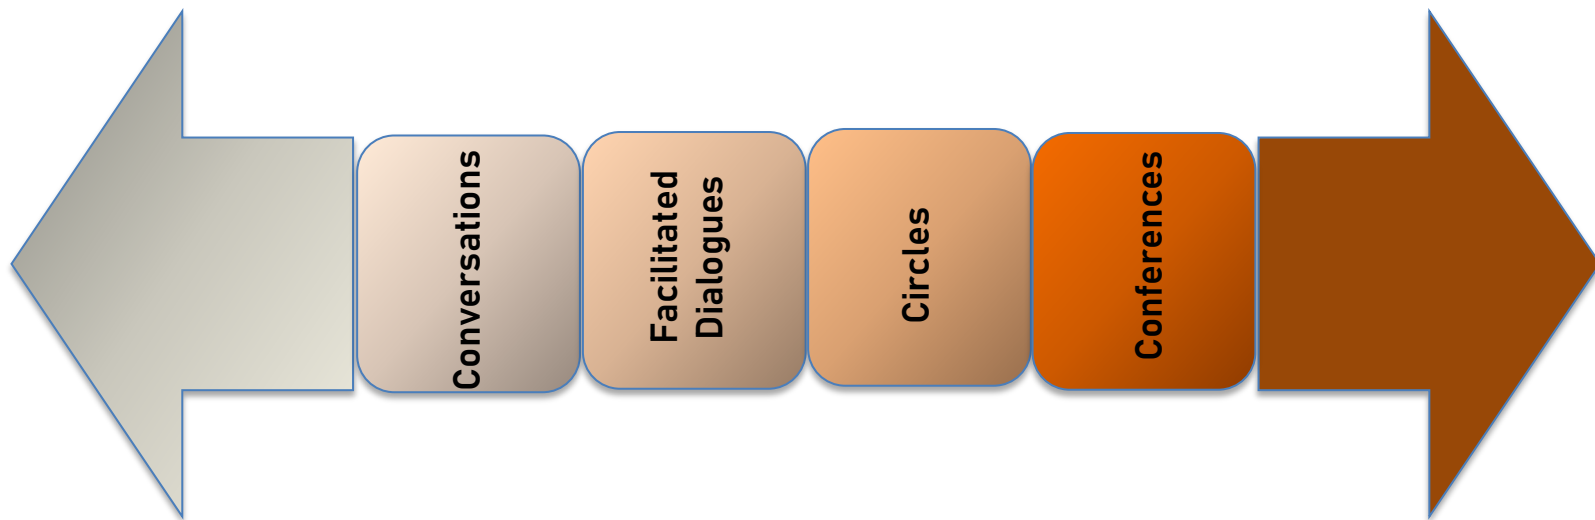 Conversations
Facilitated
Dialogues
Circles
Conferences